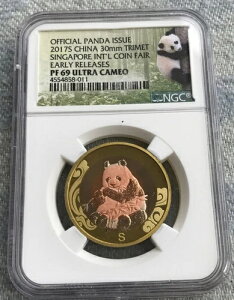 OFFICIAL PANDA ISSUE
2017S CHINA 30mm TRIMET
SINGAPORE INT'L COIN FAIR
EARLY RELEASES
PF 69 ULTRA CAMEO
4554858-011
NGC
S